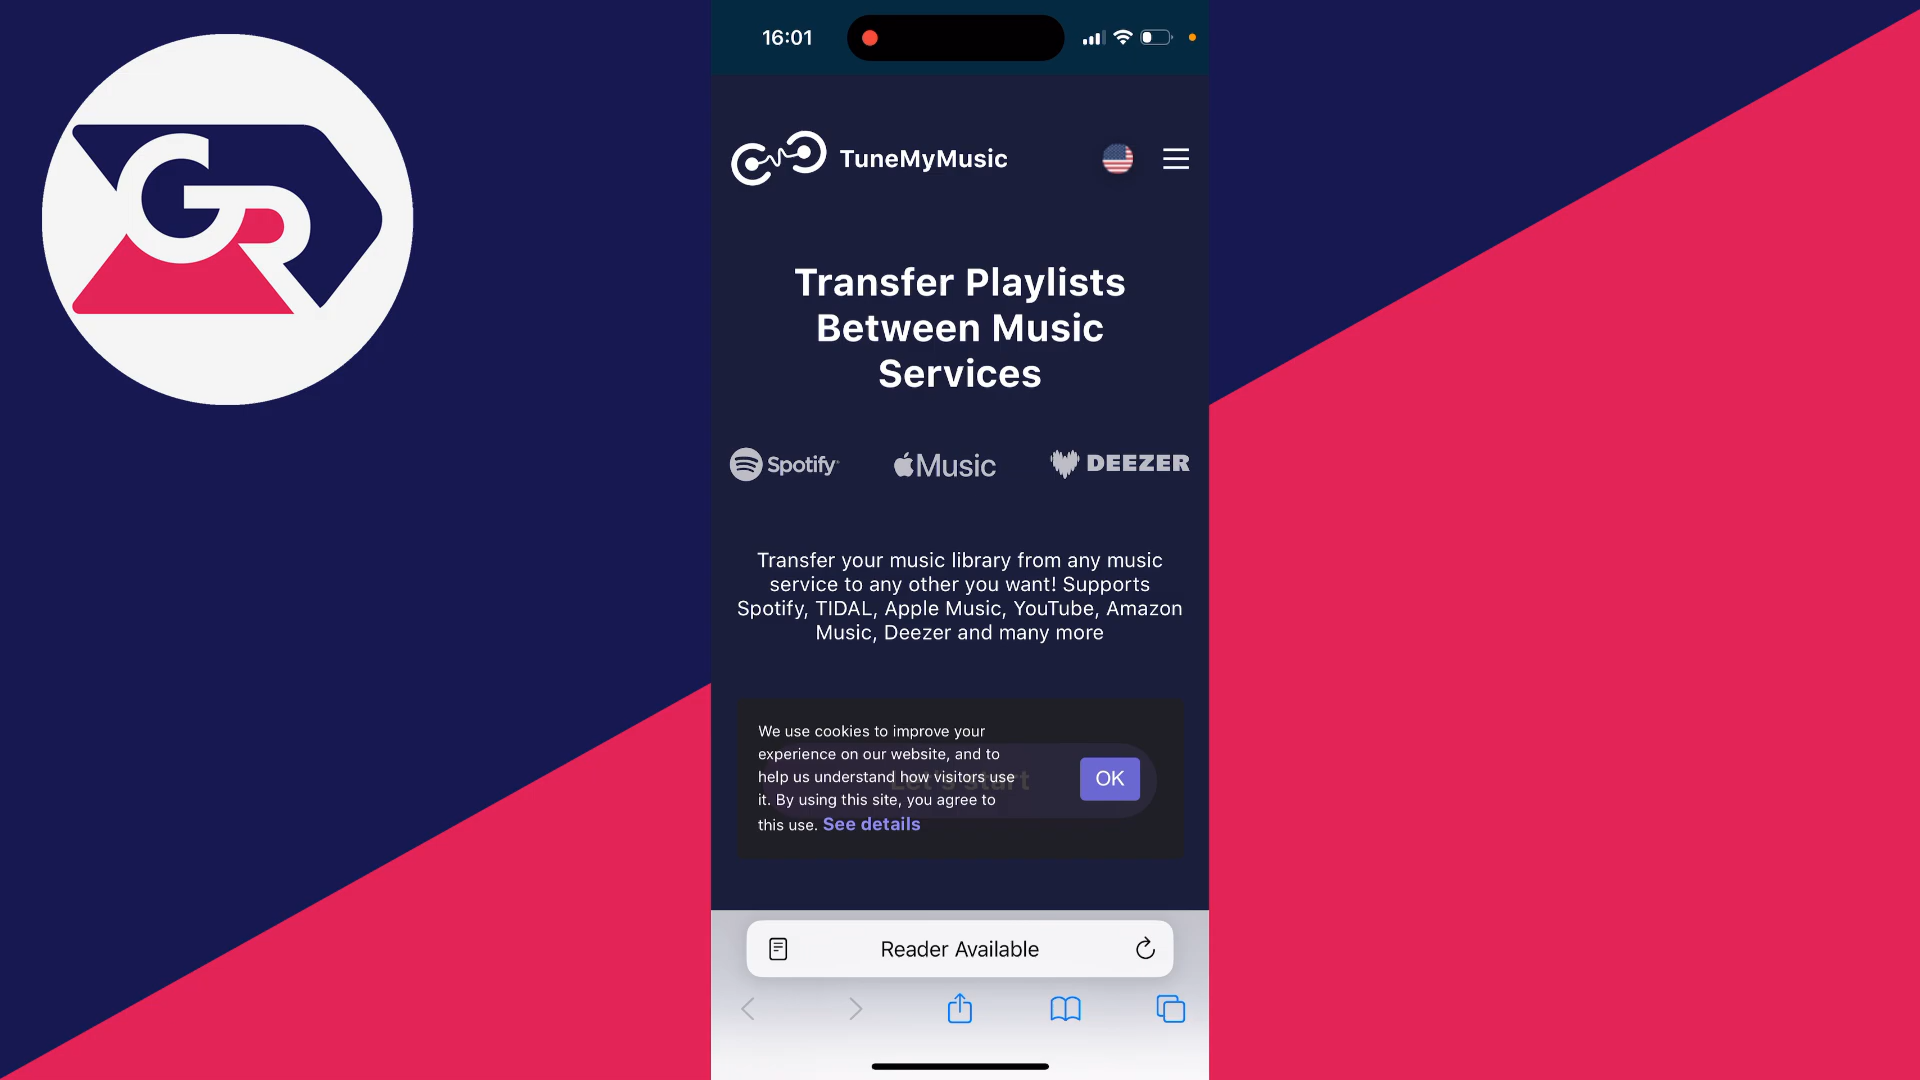 GR
16:01
TuneMyMusic
Transfer Playlists
Between Music
Services
Spotify
Music
DEEZER
Transfer your music library from any music
service to any other you want! Supports
Spotify, TIDAL, Apple Music, YouTube, Amazon
Music, Deezer and many more
Let's start
We use cookies to improve your
experience on our website, and to
help us understand how visitors use
it. By using this site, you agree to
this use. See details
OK
Reader Available